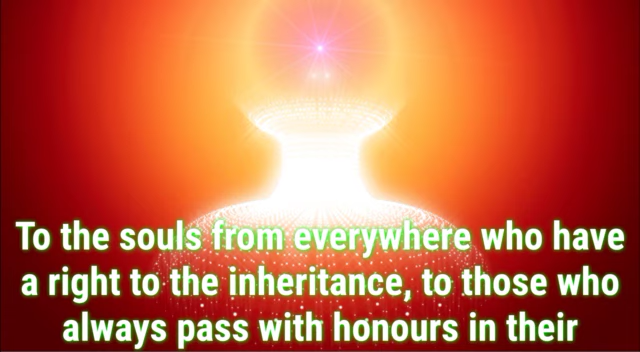 To the souls from everywhere who have
a right to the inheritance, to those who
always pass with honours in their